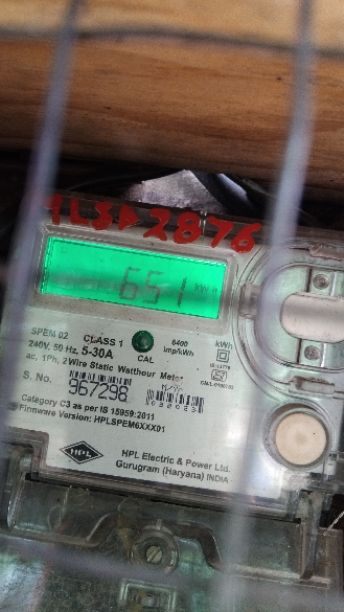 2876
651 kWh
SPEM 02 CLASS 1 6400 imp/kWh kWh
240V, 50 Hz, 5-30A CAL
ac, 1Ph, 2Wire Static Watthour Meter
S. No. 967298
Category C3 as per IS 15959:2011
Firmware Version: HPLSPEM6XXX01
HPL
HPL Electric & Power Ltd.
Gurugram (Haryana) INDIA